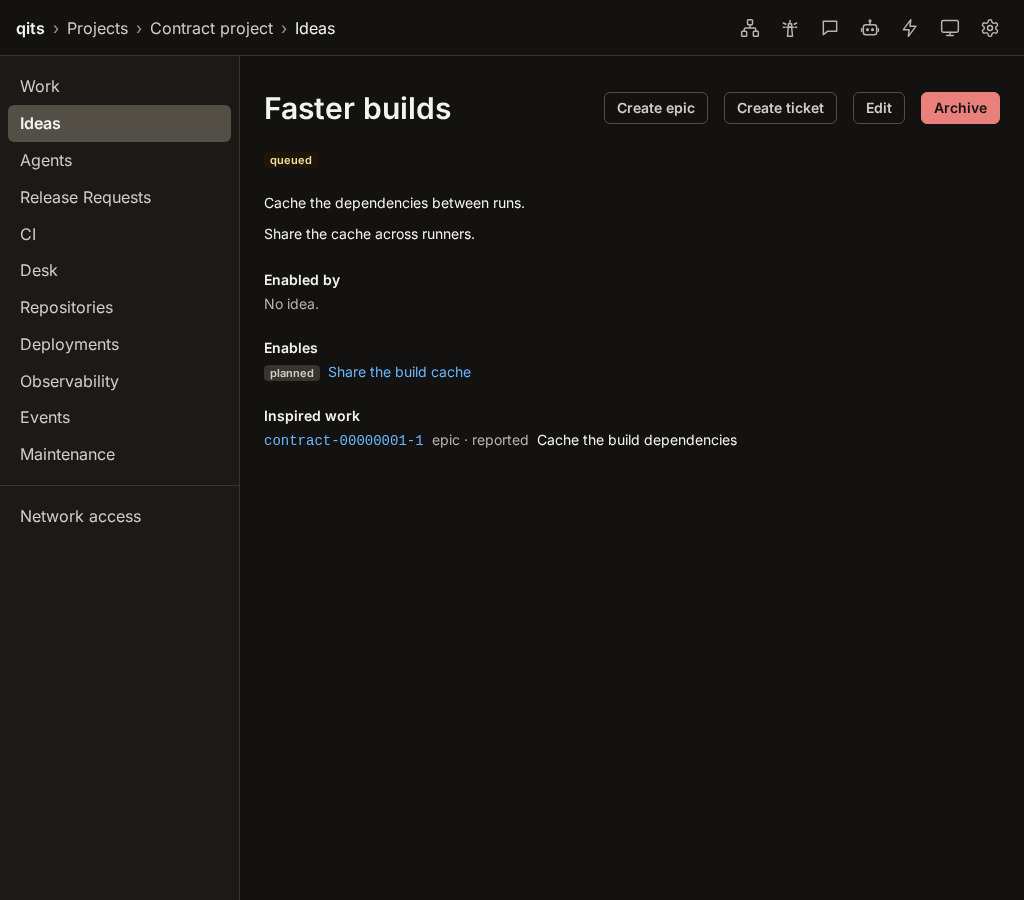 qits › Projects › Contract project › Ideas
Work
Ideas
Agents
Release Requests
CI
Desk
Repositories
Deployments
Observability
Events
Maintenance
Network access
Faster builds
Create epic
Create ticket
Edit
Archive
queued
Cache the dependencies between runs.
Share the cache across runners.
Enabled by
No idea.
Enables
planned Share the build cache
Inspired work
contract-00000001-1 epic · reported Cache the build dependencies